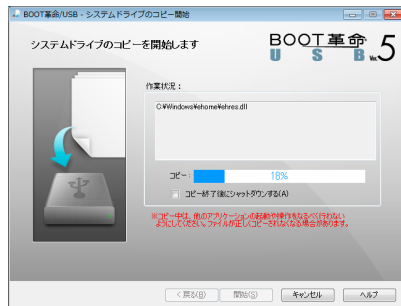 BOOT革命/USB - システムドライブのコピー開始
システムドライブのコピーを開始します
BOOT革命
USB Ver.5
作業状況：
C:¥Windows¥ehome¥ehres.dll
コピー： 18%
コピー終了後にシャットダウンする(A)
※コピー中は、他のアプリケーションの起動や操作をなるべく行わない
ようにしてください。ファイルが正しくコピーされなくなる場合があります。
< 戻る(B) 開始(S) キャンセル ヘルプ